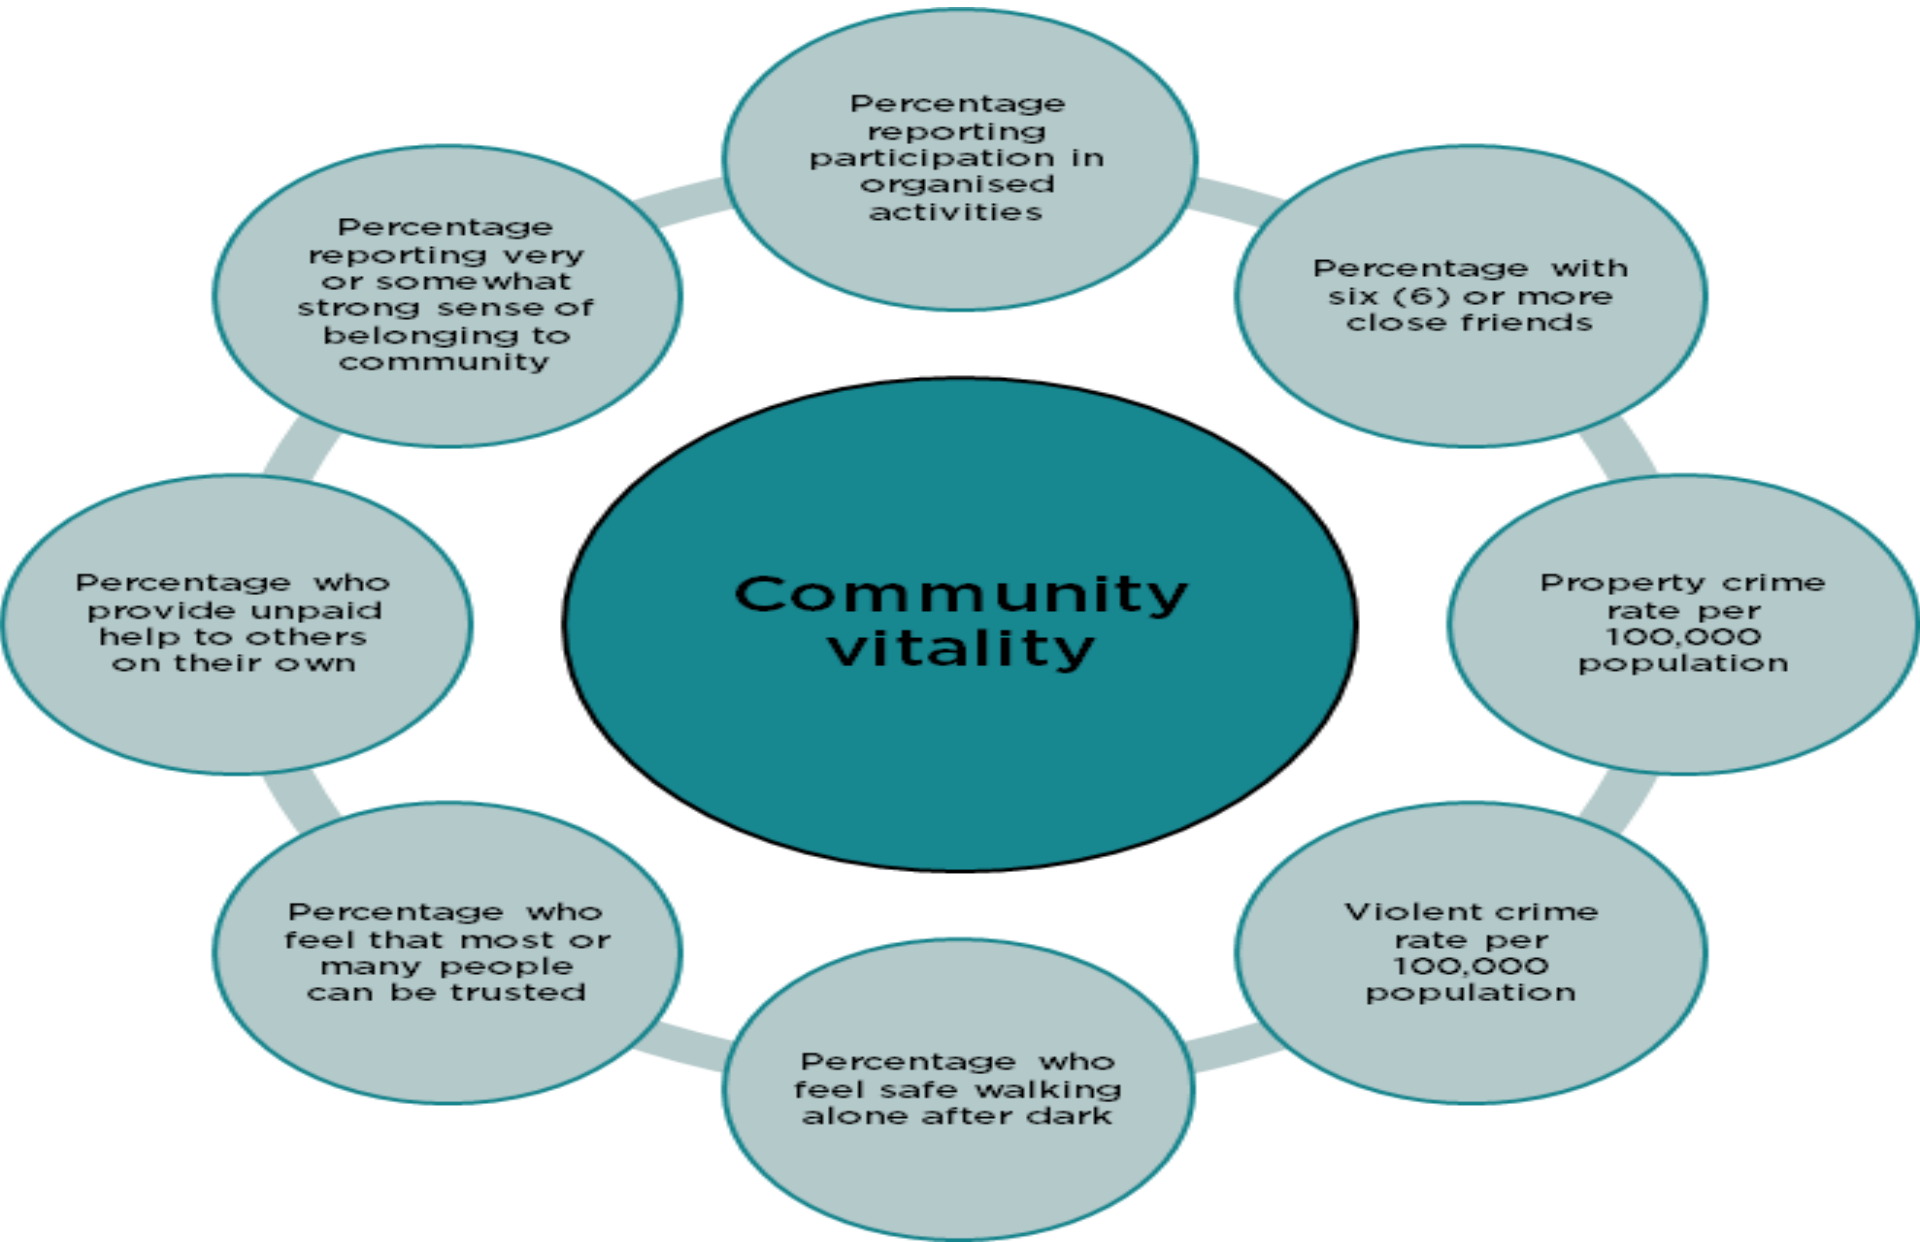 Percentage
reporting
participation in
organised
activities
Percentage with
six (6) or more
close friends
Property crime
rate per
100,000
population
Violent crime
rate per
100,000
population
Percentage who
feel safe walking
alone after dark
Percentage who
feel that most or
many people
can be trusted
Percentage who
provide unpaid
help to others
on their own
Percentage
reporting very
or somewhat
strong sense of
belonging to
community
Community
vitality